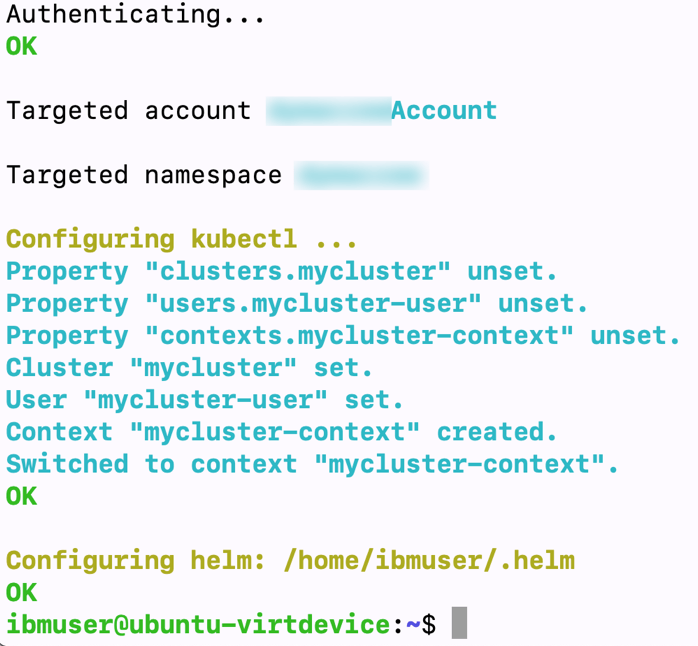 Authenticating...
OK
Targeted account Account
Targeted namespace
Configuring kubectl ...
Property "clusters.mycluster" unset.
Property "users.mycluster-user" unset.
Property "contexts.mycluster-context" unset.
Cluster "mycluster" set.
User "mycluster-user" set.
Context "mycluster-context" created.
Switched to context "mycluster-context".
OK
Configuring helm: /home/ibmuser/.helm
OK
ibmuser@ubuntu-virtdevice:~$